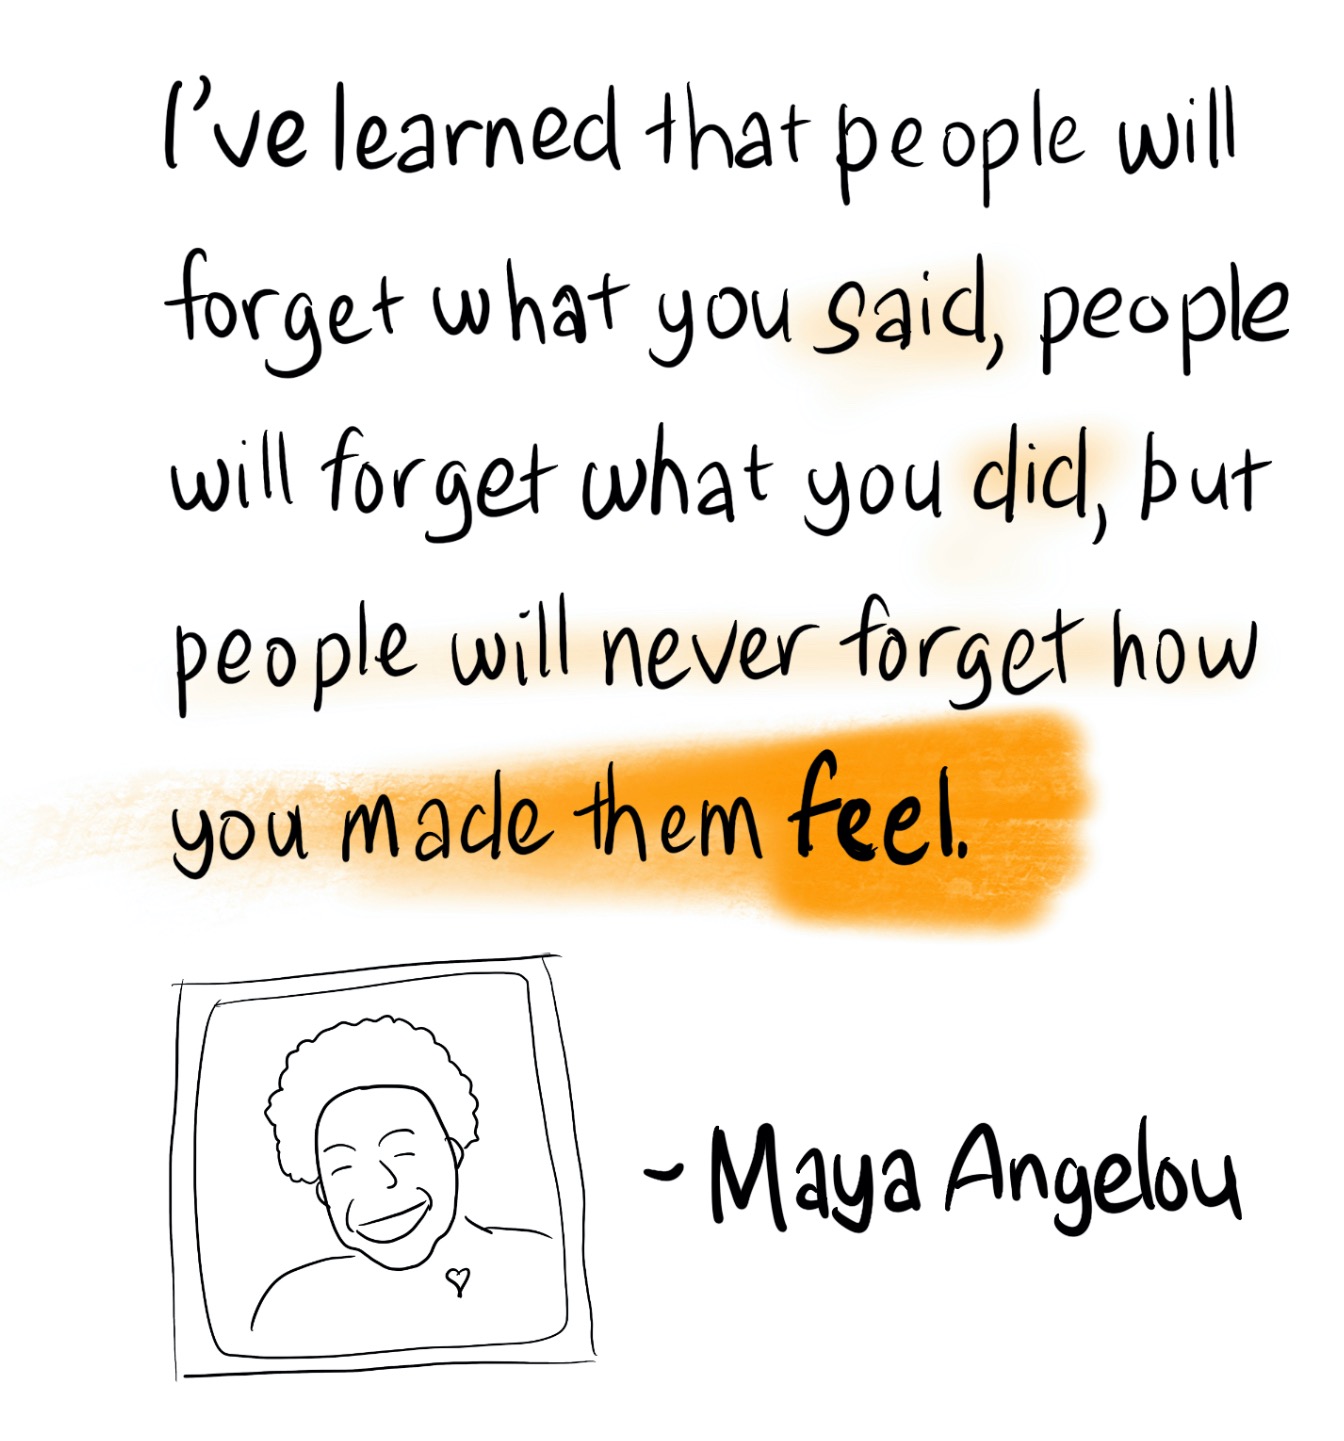 I've learned that people will
forget what you said, people
will forget what you did, but
people will never forget how
you made them feel.
- Maya Angelou